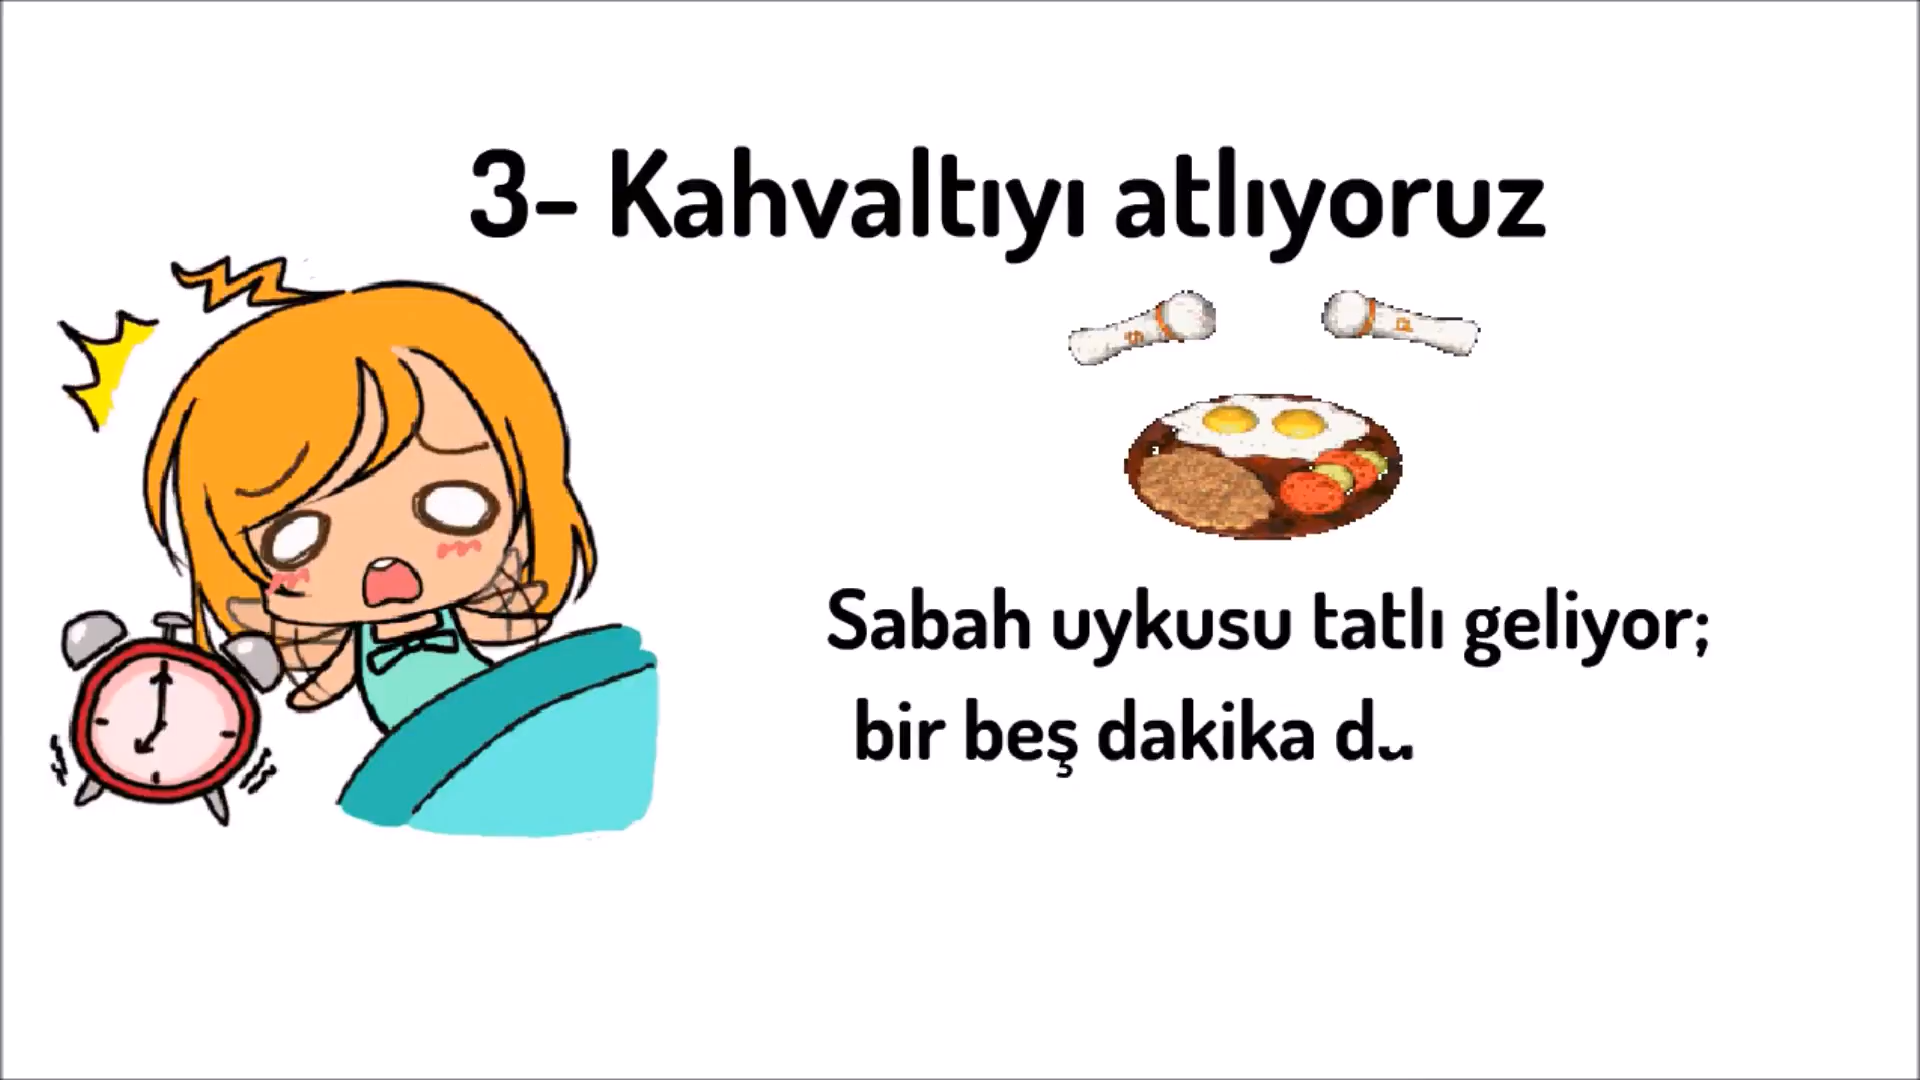 3- Kahvaltıyı atlıyoruz
Sabah uykusu tatlı geliyor;
bir beş dakika